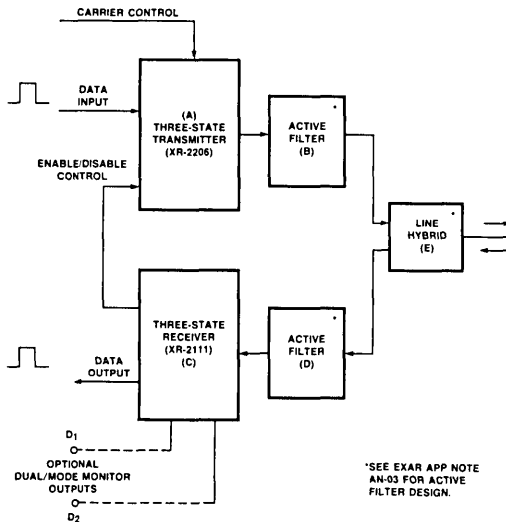 CARRIER CONTROL
DATA
INPUT
(A)
THREE-STATE
TRANSMITTER
(XR-2206)
*
ACTIVE
FILTER
(B)
ENABLE/DISABLE
CONTROL
*
LINE
HYBRID
(E)
THREE-STATE
RECEIVER
(XR-2111)
(C)
*
ACTIVE
FILTER
(D)
DATA
OUTPUT
D1
OPTIONAL
DUAL/MODE MONITOR
OUTPUTS
D2
*SEE EXAR APP NOTE
AN-03 FOR ACTIVE
FILTER DESIGN.